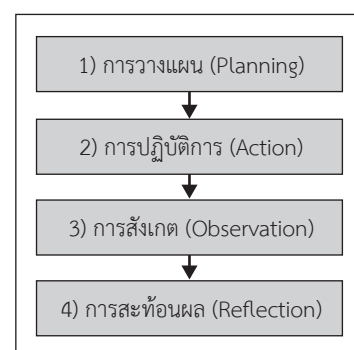 1) การวางแผน (Planning)
2) การปฏิบัติการ (Action)
3) การสังเกต (Observation)
4) การสะท้อนผล (Reflection)